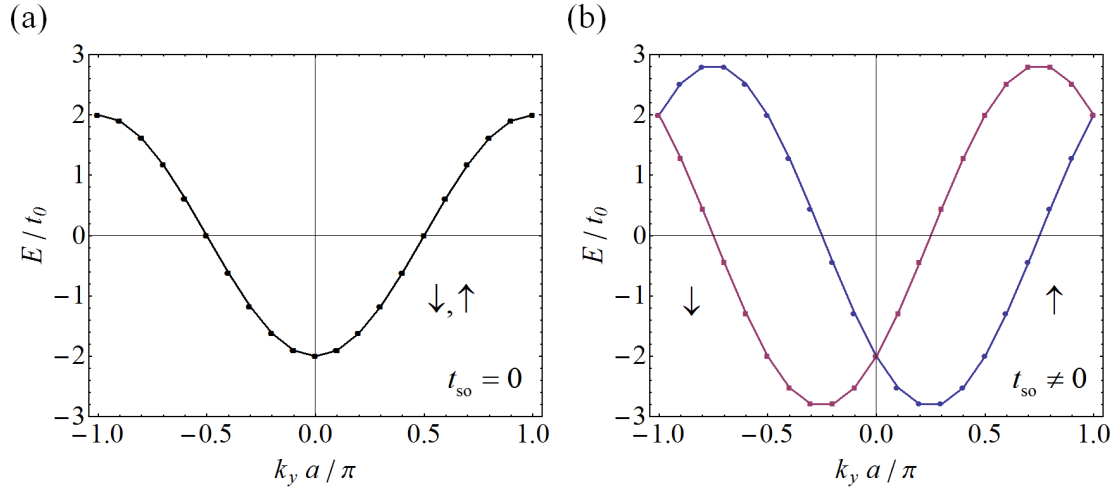 (a)
3
2
1
0
−1
−2
−3
E / t₀
↓,↑
tₛₒ = 0
−1.0 −0.5 0.0 0.5 1.0
k_y a / π
(b)
3
2
1
0
−1
−2
−3
E / t₀
↓ ↑
tₛₒ ≠ 0
−1.0 −0.5 0.0 0.5 1.0
k_y a / π